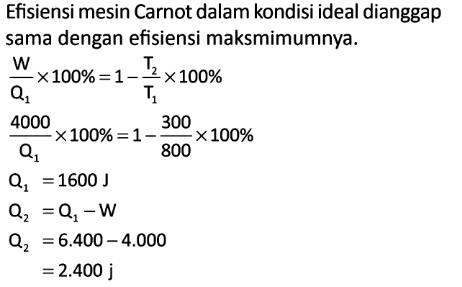 Efisiensi mesin Carnot dalam kondisi ideal dianggap
sama dengan efisiensi maksmimumnya.
W/Q₁ × 100% = 1 − T₂/T₁ × 100%
4000/Q₁ × 100% = 1 − 300/800 × 100%
Q₁ = 1600 J
Q₂ = Q₁ − W
Q₂ = 6.400 − 4.000
= 2.400 j